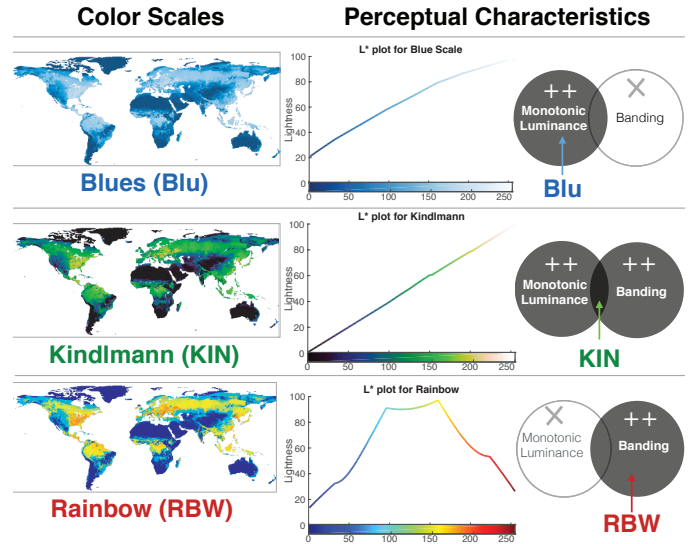 Color Scales
Perceptual Characteristics
L* plot for Blue Scale
100
80
60
40
20
0
Lightness
0
50
100
150
200
250
Blues (Blu)
++
Monotonic
Luminance
×
Banding
Blu
L* plot for Kindlmann
100
80
60
40
20
0
Lightness
0
50
100
150
200
250
Kindlmann (KIN)
++
Monotonic
Luminance
++
Banding
KIN
L* plot for Rainbow
100
80
60
40
20
0
Lightness
0
50
100
150
200
250
Rainbow (RBW)
×
Monotonic
Luminance
++
Banding
RBW